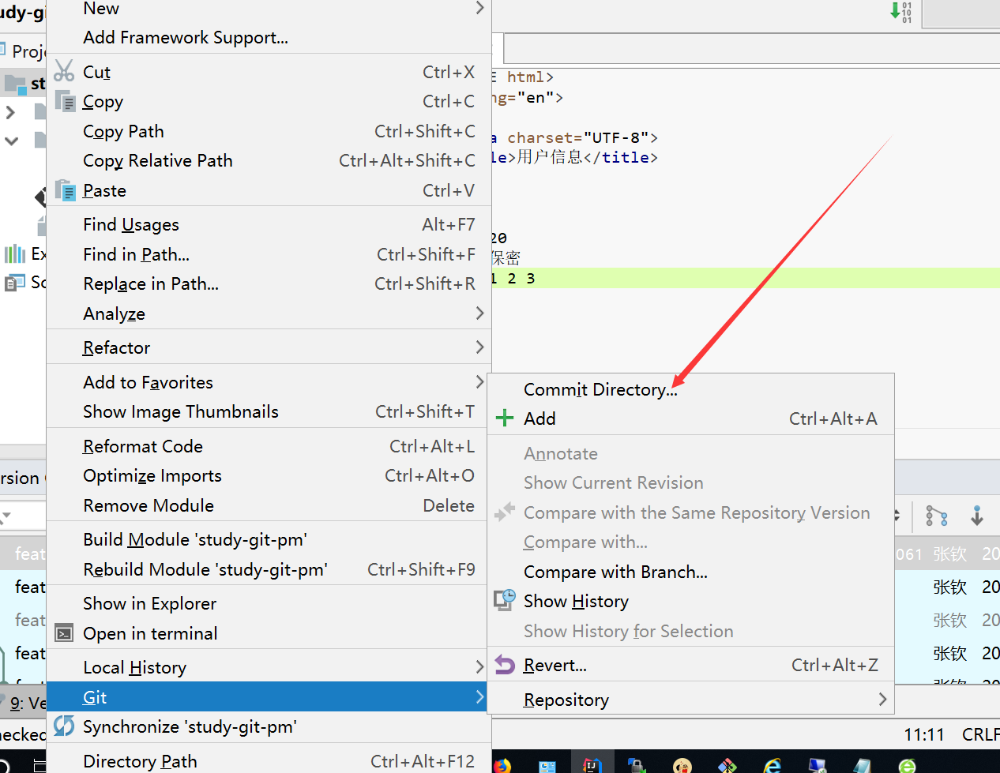 New
Add Framework Support...
Cut Ctrl+X
Copy Ctrl+C
Copy Path Ctrl+Shift+C
Copy Relative Path Ctrl+Alt+Shift+C
Paste Ctrl+V
Find Usages Alt+F7
Find in Path... Ctrl+Shift+F
Replace in Path... Ctrl+Shift+R
Analyze
Refactor
Add to Favorites
Show Image Thumbnails Ctrl+Shift+T
Reformat Code Ctrl+Alt+L
Optimize Imports Ctrl+Alt+O
Remove Module Delete
Build Module 'study-git-pm'
Rebuild Module 'study-git-pm' Ctrl+Shift+F9
Show in Explorer
Open in terminal
Local History
Git
Synchronize 'study-git-pm'
Directory Path Ctrl+Alt+F12
Commit Directory...
Add Ctrl+Alt+A
Annotate
Show Current Revision
Compare with the Same Repository Version
Compare with...
Compare with Branch...
Show History
Show History for Selection
Revert... Ctrl+Alt+Z
Repository
udy-gi
Proj
st
Ex
Sc
E html>
ng="en">
a charset="UTF-8">
le>用户信息</title>
20
保密
1 2 3
rsion
feat 061 张钦 20
feat 张钦 20
feat 张钦 20
feat 张钦 20
9: Ve
hecked 11:11 CRLF